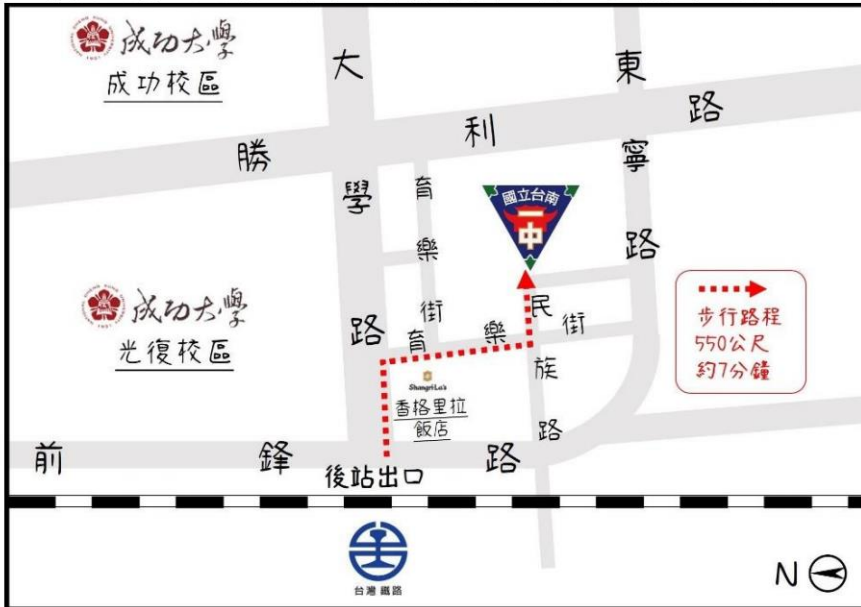 成功大學
成功校區
大學路
東寧路
勝利路
育樂街
國立台南
一中
成功大學
光復校區
育樂街
民族路
步行路程
550公尺
約7分鐘
Shangri-La's
香格里拉
飯店
前鋒路
後站出口
台灣鐵路
N